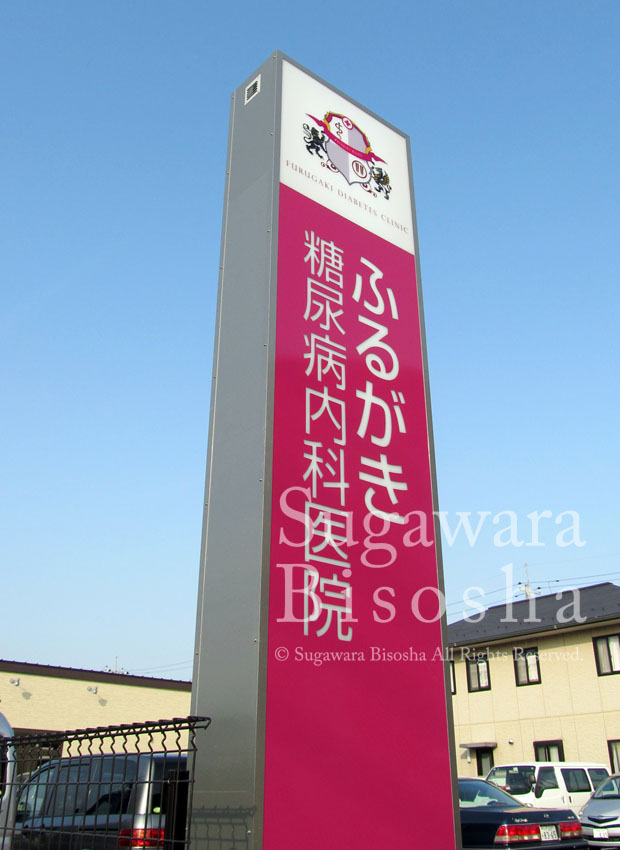 FURUGAKI DIABETES CLINIC
ふるがき
糖尿病内科医院
Sugawara
Bisosha
© Sugawara Bisosha All Rights Reserved.